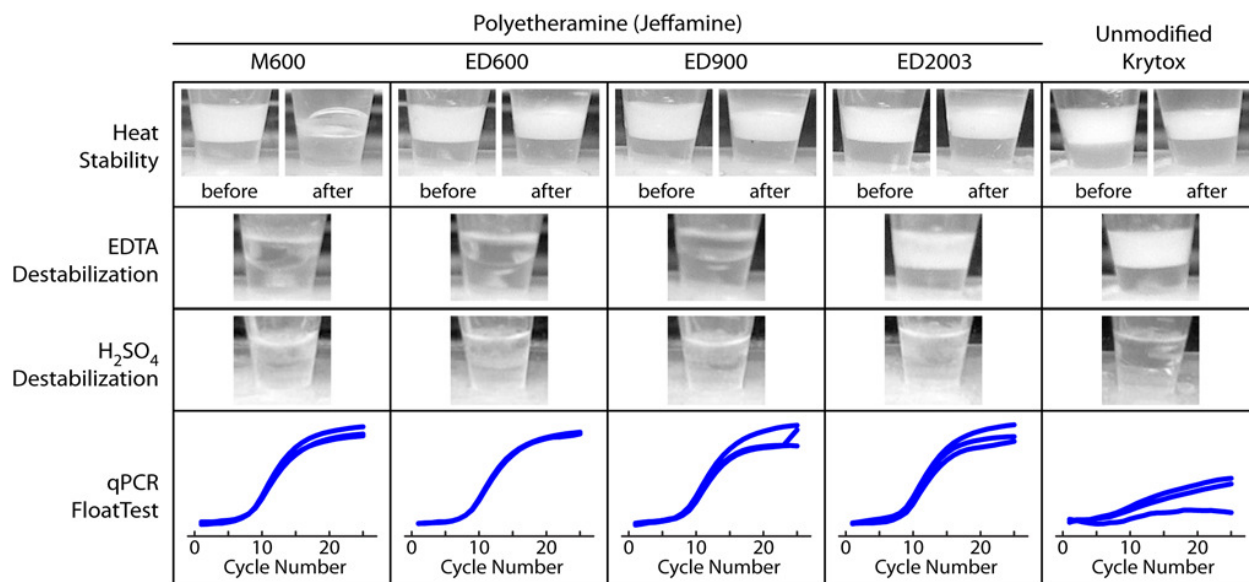 Polyetheramine (Jeffamine)
Unmodified
Krytox
M600 ED600 ED900 ED2003
Heat
Stability
before after before after before after before after before after
EDTA
Destabilization
H₂SO₄
Destabilization
qPCR
FloatTest
0 10 20 0 10 20 0 10 20 0 10 20 0 10 20
Cycle Number Cycle Number Cycle Number Cycle Number Cycle Number